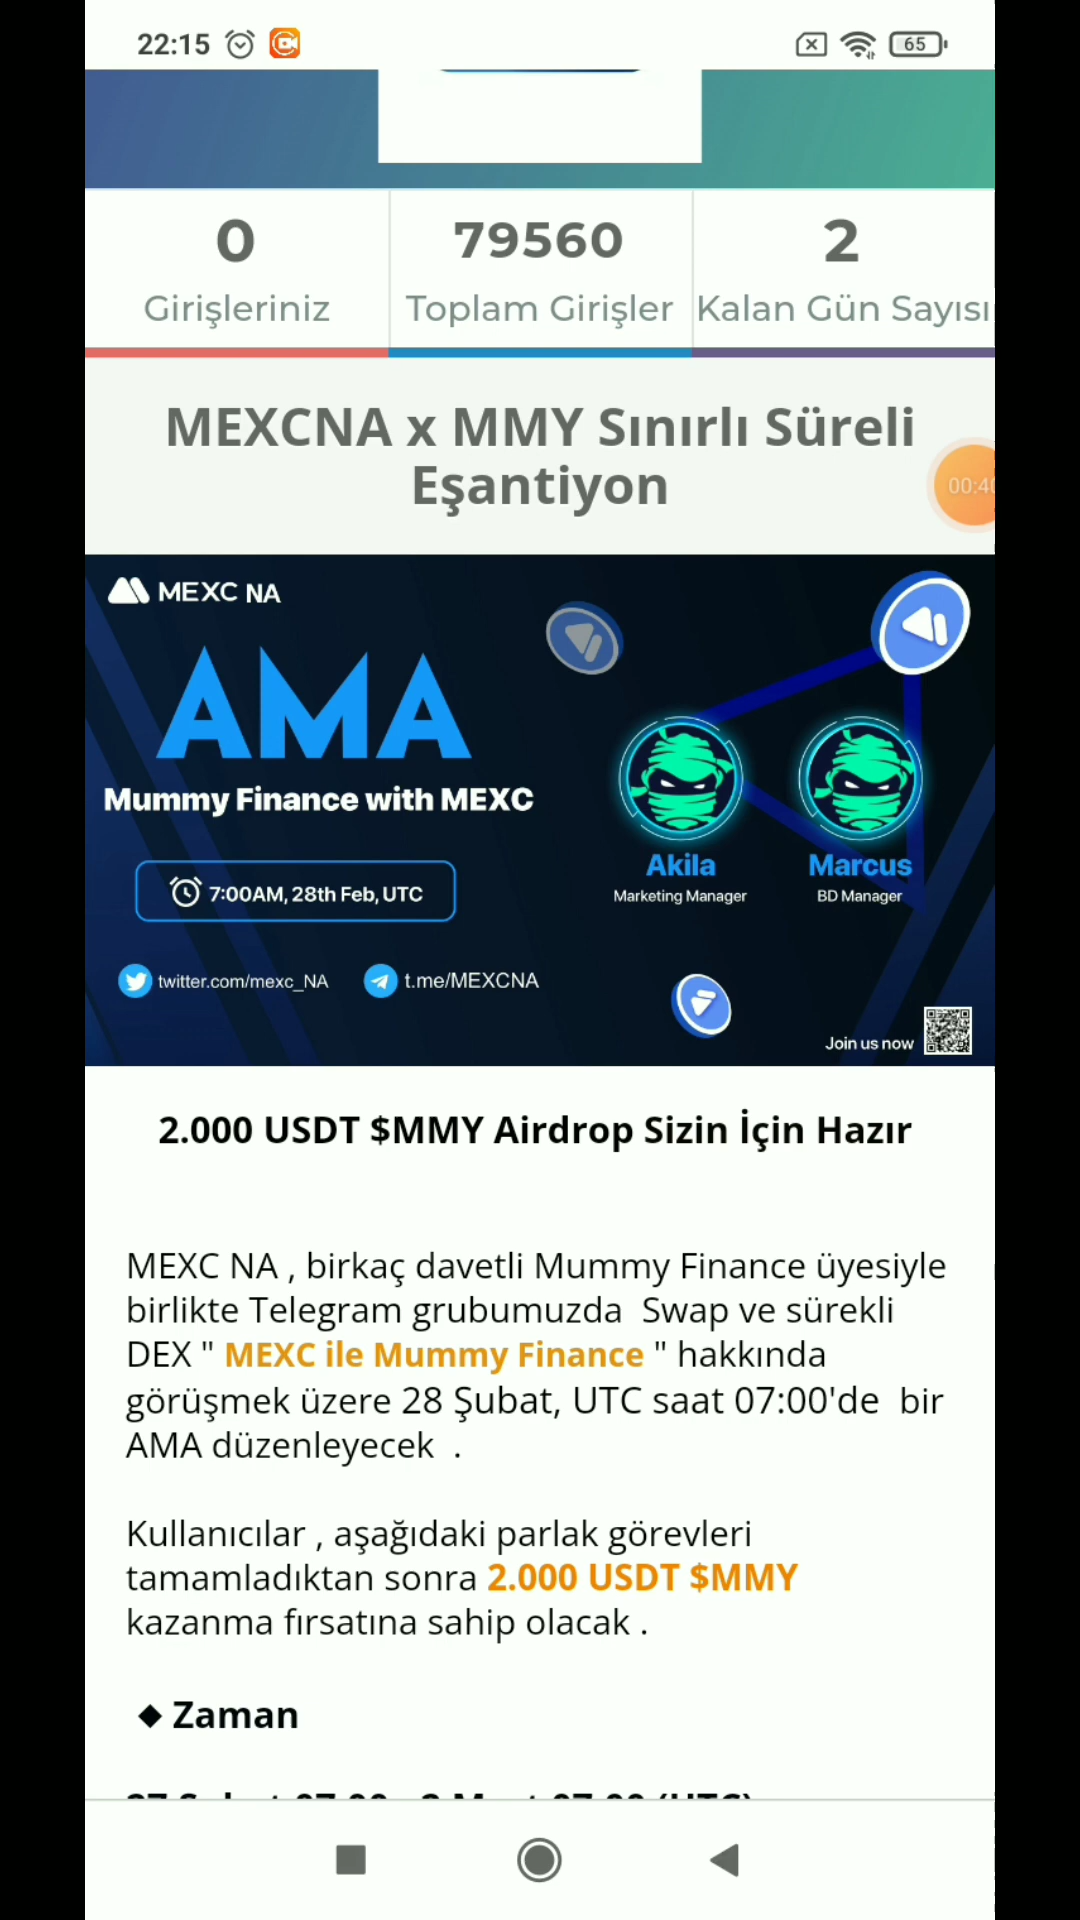 22:15
65
0
79560
2
Girişleriniz
Toplam Girişler
Kalan Gün Sayısı
MEXCNA x MMY Sınırlı Süreli
Eşantiyon
00:40
MEXC NA
AMA
Mummy Finance with MEXC
7:00AM, 28th Feb, UTC
twitter.com/mexc_NA
t.me/MEXCNA
Akila
Marketing Manager
Marcus
BD Manager
Join us now
2.000 USDT $MMY Airdrop Sizin İçin Hazır
MEXC NA , birkaç davetli Mummy Finance üyesiyle
birlikte Telegram grubumuzda Swap ve sürekli
DEX " MEXC ile Mummy Finance " hakkında
görüşmek üzere 28 Şubat, UTC saat 07:00'de bir
AMA düzenleyecek .
Kullanıcılar , aşağıdaki parlak görevleri
tamamladıktan sonra 2.000 USDT $MMY
kazanma fırsatına sahip olacak .
◆ Zaman